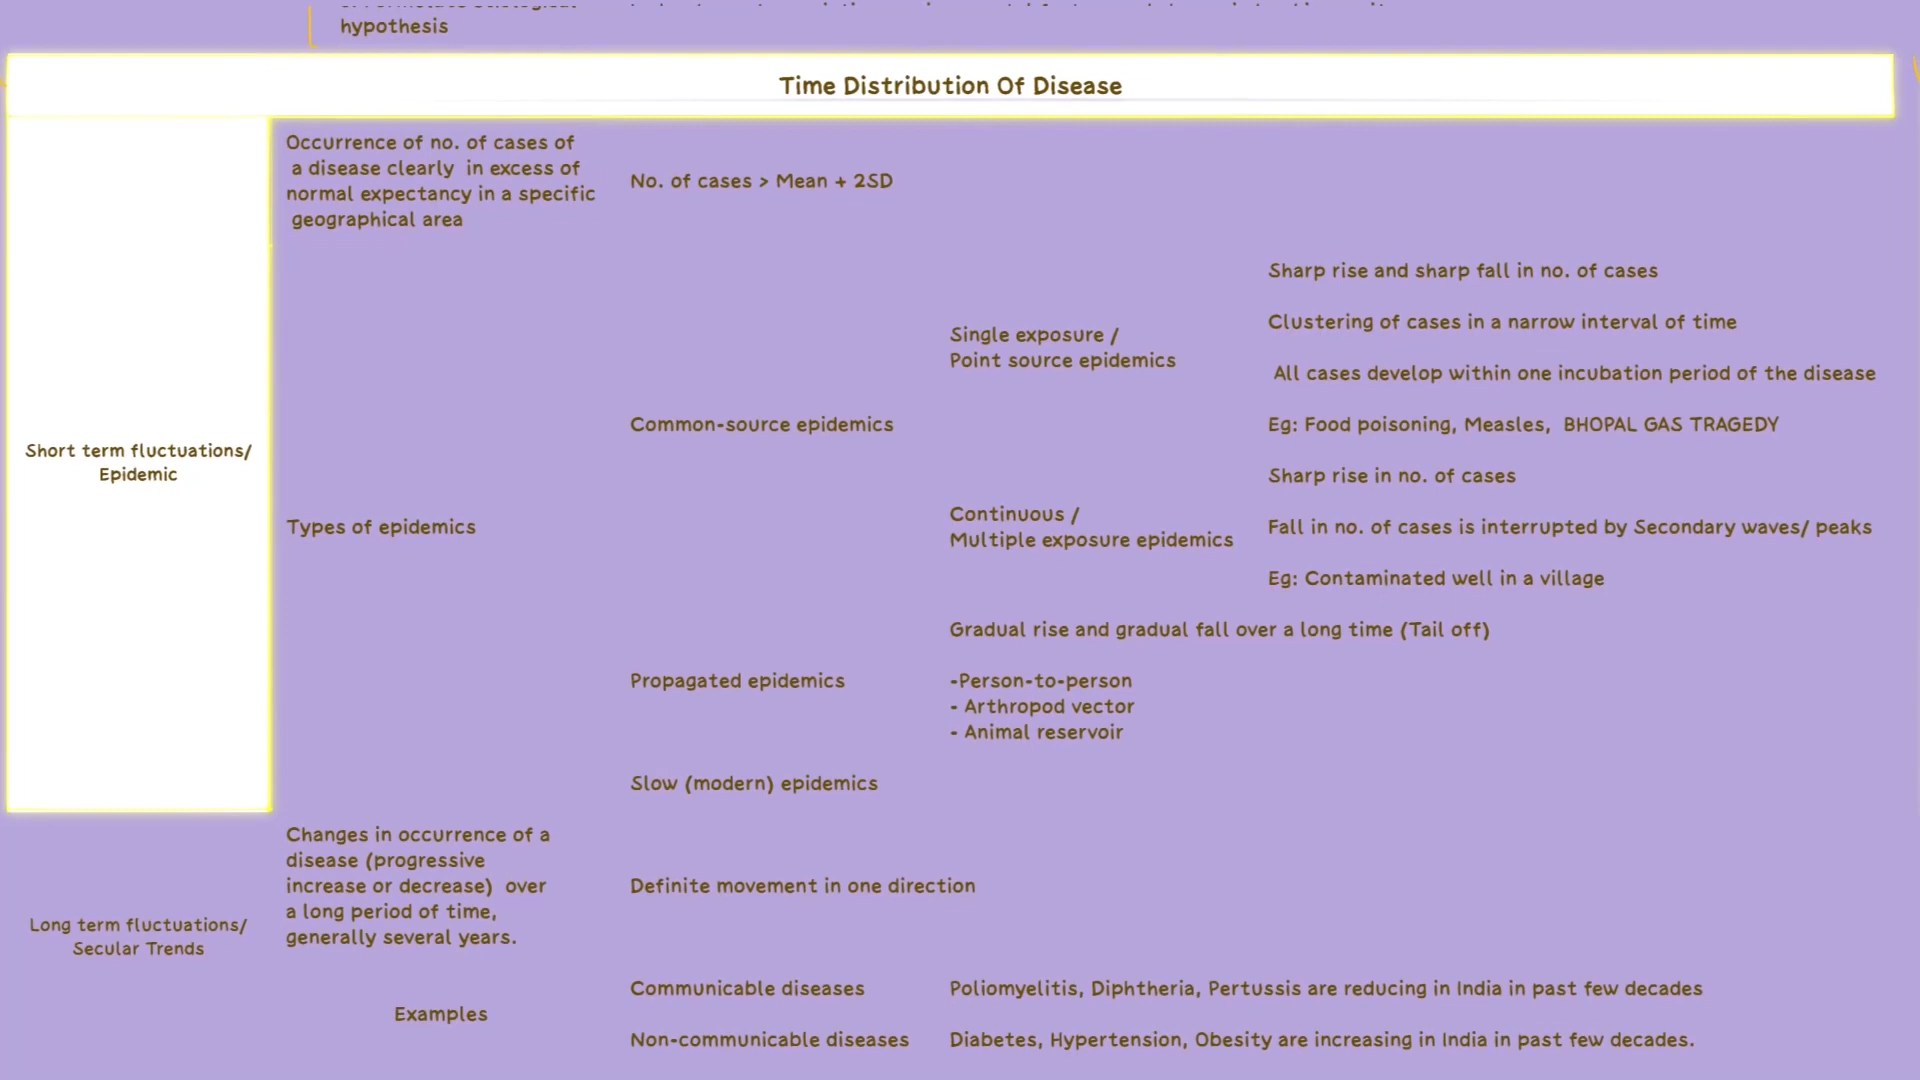 hypothesis
Time Distribution Of Disease
Short term fluctuations/
Epidemic
Occurrence of no. of cases of
a disease clearly in excess of
normal expectancy in a specific
geographical area
No. of cases > Mean + 2SD
Types of epidemics
Common-source epidemics
Single exposure /
Point source epidemics
Sharp rise and sharp fall in no. of cases
Clustering of cases in a narrow interval of time
All cases develop within one incubation period of the disease
Eg: Food poisoning, Measles, BHOPAL GAS TRAGEDY
Continuous /
Multiple exposure epidemics
Sharp rise in no. of cases
Fall in no. of cases is interrupted by Secondary waves/ peaks
Eg: Contaminated well in a village
Propagated epidemics
Gradual rise and gradual fall over a long time (Tail off)
-Person-to-person
- Arthropod vector
- Animal reservoir
Slow (modern) epidemics
Long term fluctuations/
Secular Trends
Changes in occurrence of a
disease (progressive
increase or decrease) over
a long period of time,
generally several years.
Definite movement in one direction
Examples
Communicable diseases
Poliomyelitis, Diphtheria, Pertussis are reducing in India in past few decades
Non-communicable diseases
Diabetes, Hypertension, Obesity are increasing in India in past few decades.